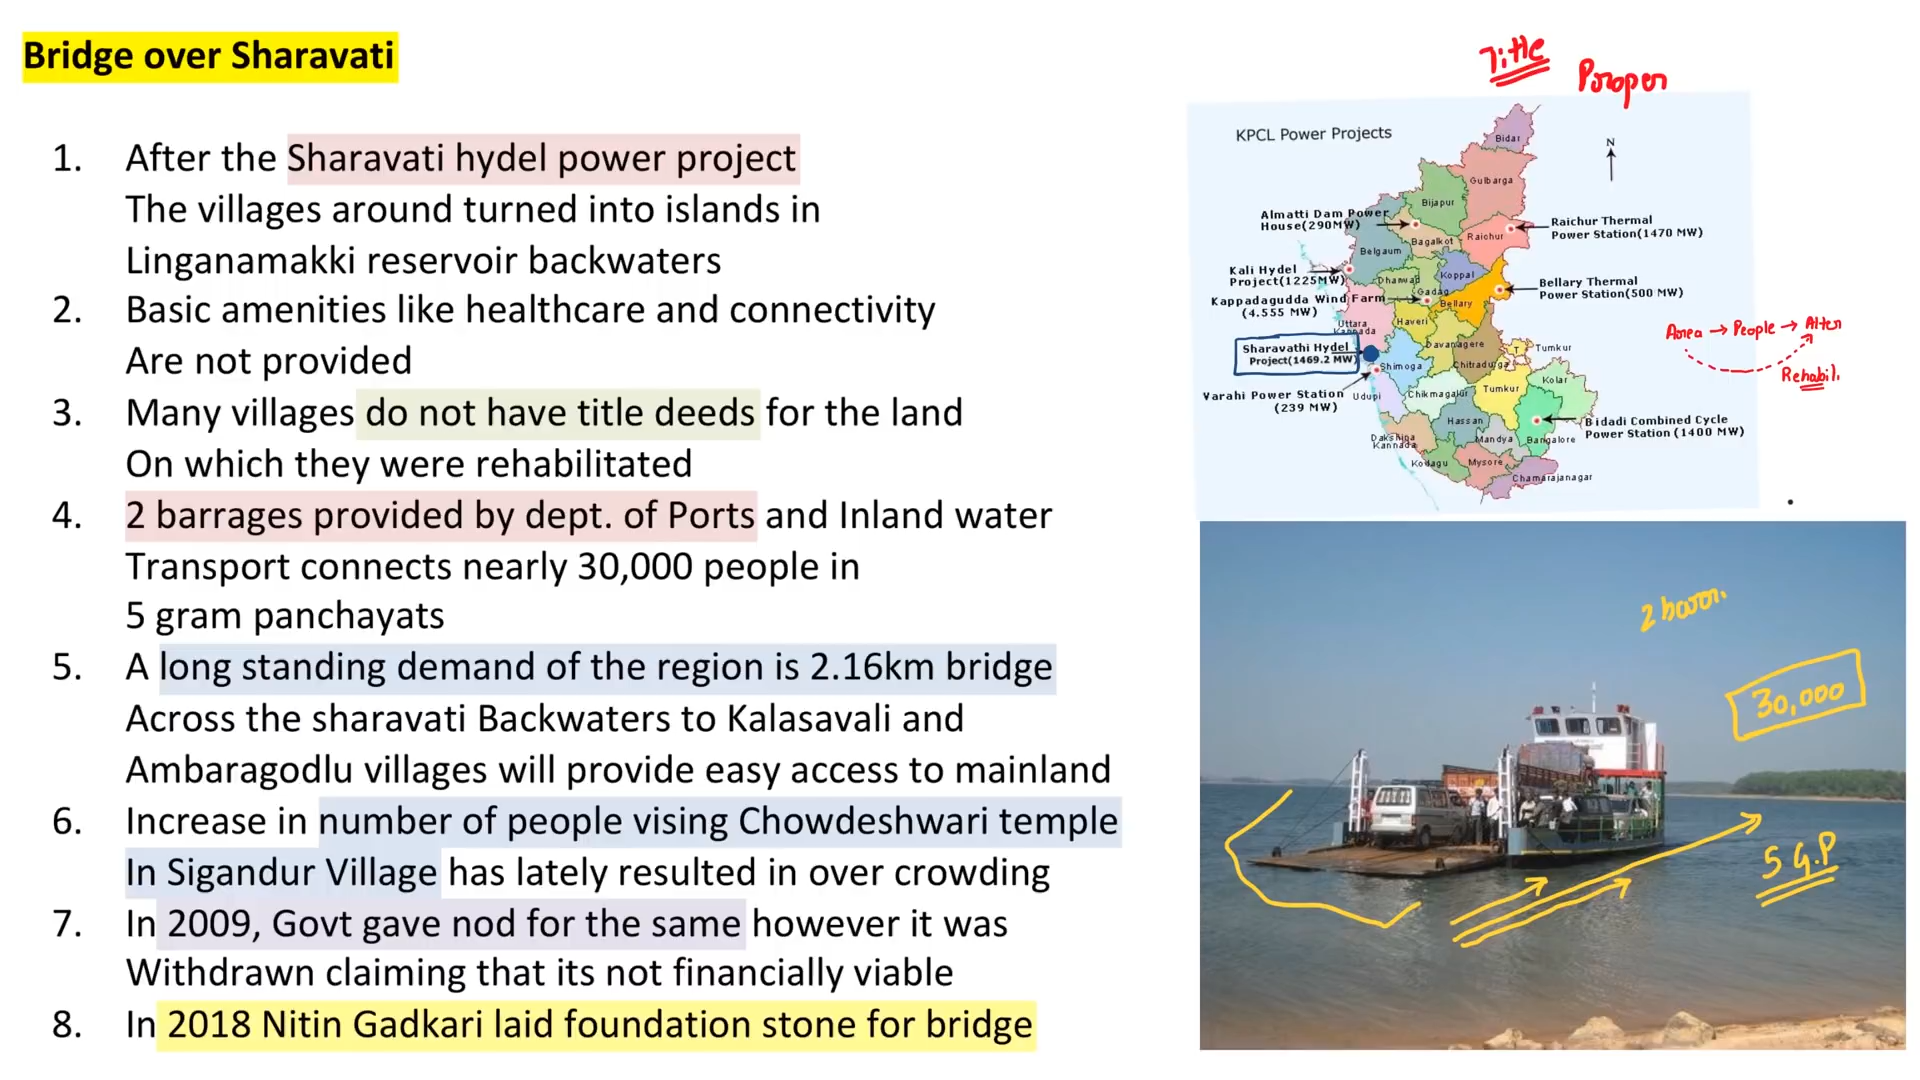 Bridge over Sharavati
1. After the Sharavati hydel power project
The villages around turned into islands in
Linganamakki reservoir backwaters
2. Basic amenities like healthcare and connectivity
Are not provided
3. Many villages do not have title deeds for the land
On which they were rehabilitated
4. 2 barrages provided by dept. of Ports and Inland water
Transport connects nearly 30,000 people in
5 gram panchayats
5. A long standing demand of the region is 2.16km bridge
Across the sharavati Backwaters to Kalasavali and
Ambaragodlu villages will provide easy access to mainland
6. Increase in number of people vising Chowdeshwari temple
In Sigandur Village has lately resulted in over crowding
7. In 2009, Govt gave nod for the same however it was
Withdrawn claiming that its not financially viable
8. In 2018 Nitin Gadkari laid foundation stone for bridge
Title
Proper
KPCL Power Projects
N
Bidar
Gulbarga
Bijapur
Almatti Dam Power
House(290MW)
Bagalkot
Raichur
Raichur Thermal
Power Station(1470 MW)
Belgaum
Kali Hydel
Project(1225MW)
Dharwad
Koppal
Gadag
Bellary
Bellary Thermal
Power Station(500 MW)
Kappadagudda Wind Farm
(4.555 MW)
Uttara
Kannada
Haveri
Sharavathi Hydel
Project(1469.2 MW)
Davanagere
Shimoga
Chitradurga
T
Tumkur
Varahi Power Station
(239 MW)
Udupi
Chikmagalur
Tumkur
Kolar
Hassan
Mandya
Bangalore
Bidadi Combined Cycle
Power Station (1400 MW)
Dakshina
Kannada
Kodagu
Mysore
Chamarajanagar
Area → People → Alter
Rehabil.
2 barr.
30,000
5 G.P